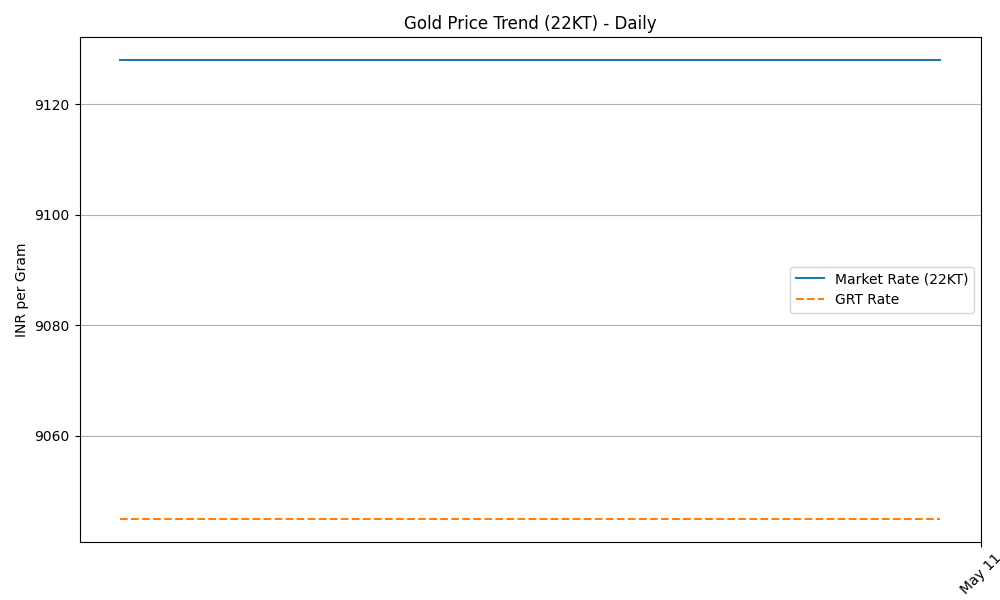 Gold Price Trend (22KT) - Daily
INR per Gram
9120
9100
9080
9060
Market Rate (22KT)
GRT Rate
May 11